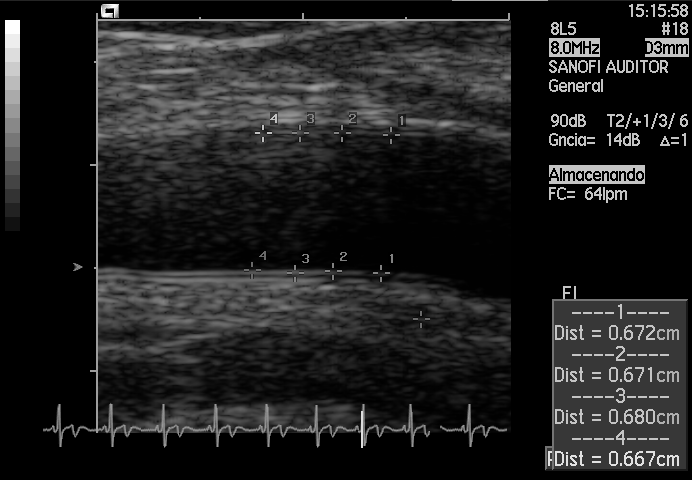 15:15:58
8L5 #18
8.0MHz D3mm
SANOFI AUDITOR
General
90dB T2/+1/3/ 6
Gncia= 14dB Δ=1
Almacenando
FC= 64lpm
4 3 2 1
4 3 2 1
----1----
Dist = 0.672cm
----2----
Dist = 0.671cm
----3----
Dist = 0.680cm
----4----
Dist = 0.667cm